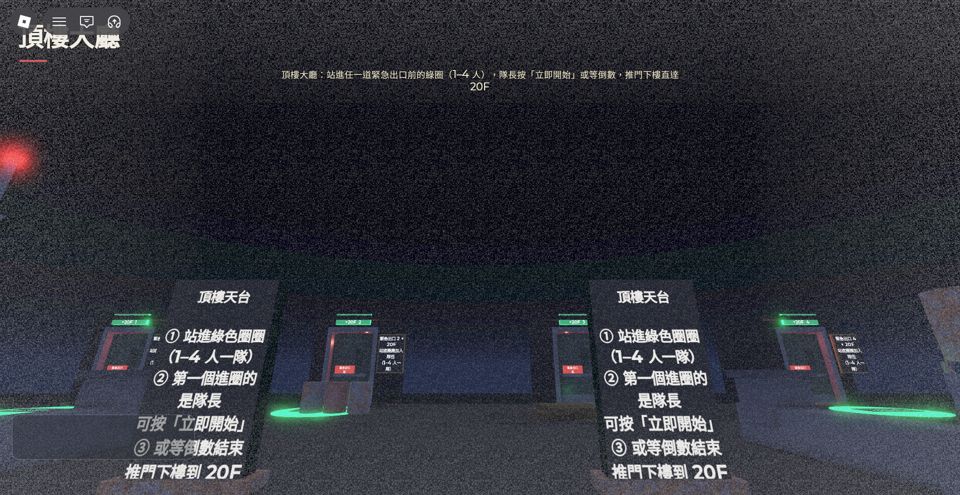 頂樓大廳
頂樓大廳：站進任一道緊急出口前的綠圈（1–4 人），隊長按「立即開始」或等倒數，推門下樓直達
20F
頂樓天台
① 站進綠色圈圈
（1–4 人一隊）
② 第一個進圈的
是隊長
可按「立即開始」
③ 或等倒數結束
推門下樓到 20F
頂樓天台
① 站進綠色圈圈
（1–4 人一隊）
② 第一個進圈的
是隊長
可按「立即開始」
③ 或等倒數結束
推門下樓到 20F